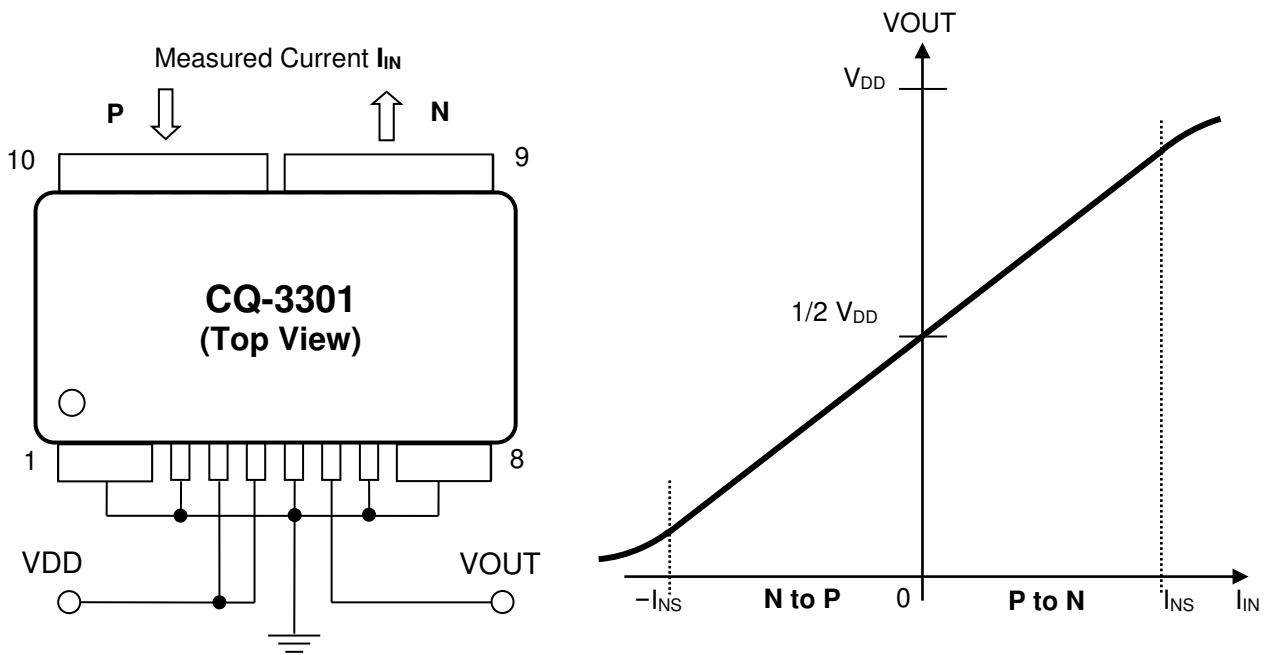 Measured Current IIN
P
N
10
9
CQ-3301
(Top View)
1
8
VDD
VOUT
VOUT
VDD
1/2 VDD
−INS
N to P
0
P to N
INS
IIN